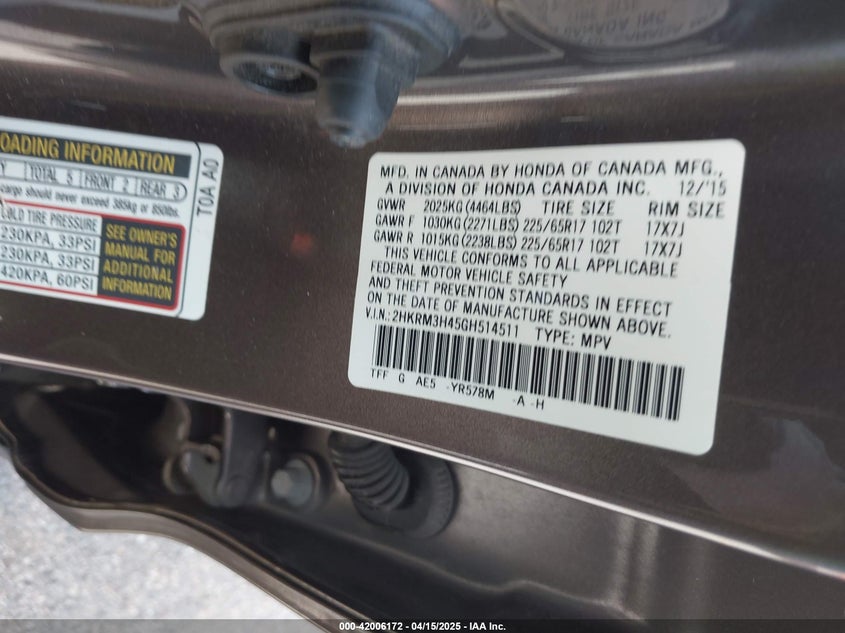 OADING INFORMATION
Y TOTAL 5 FRONT 2 REAR 3
cargo should never exceed 385kg or 850lbs.
COLD TIRE PRESSURE
230KPA, 33PSI
230KPA, 33PSI
420KPA, 60PSI
SEE OWNER'S
MANUAL FOR
ADDITIONAL
INFORMATION
T0A A0
MFD. IN CANADA BY HONDA OF CANADA MFG.,
A DIVISION OF HONDA CANADA INC. 12/'15
GVWR 2025KG(4464LBS) TIRE SIZE RIM SIZE
GAWR F 1030KG(2271LBS) 225/65R17 102T 17X7J
GAWR R 1015KG(2238LBS) 225/65R17 102T 17X7J
THIS VEHICLE CONFORMS TO ALL APPLICABLE
FEDERAL MOTOR VEHICLE SAFETY
AND THEFT PREVENTION STANDARDS IN EFFECT
ON THE DATE OF MANUFACTURE SHOWN ABOVE.
V.I.N.: 2HKRM3H45GH514511 TYPE: MPV
TFF G AE5 -YR578M -A -H
000-42006172 - 04/15/2025 - IAA Inc.